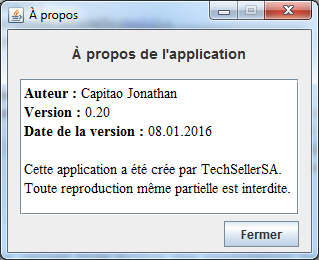 À propos
À propos de l'application
Auteur : Capitao Jonathan
Version : 0.20
Date de la version : 08.01.2016
Cette application a été crée par TechSellerSA.
Toute reproduction même partielle est interdite.
Fermer